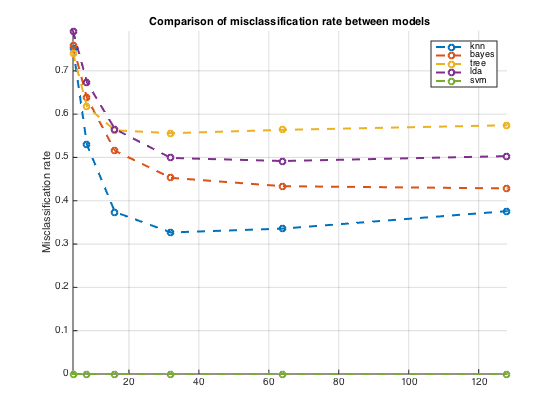 Comparison of misclassification rate between models
knn
bayes
tree
lda
svm
Misclassification rate
0.7
0.6
0.5
0.4
0.3
0.2
0.1
0
20
40
60
80
100
120